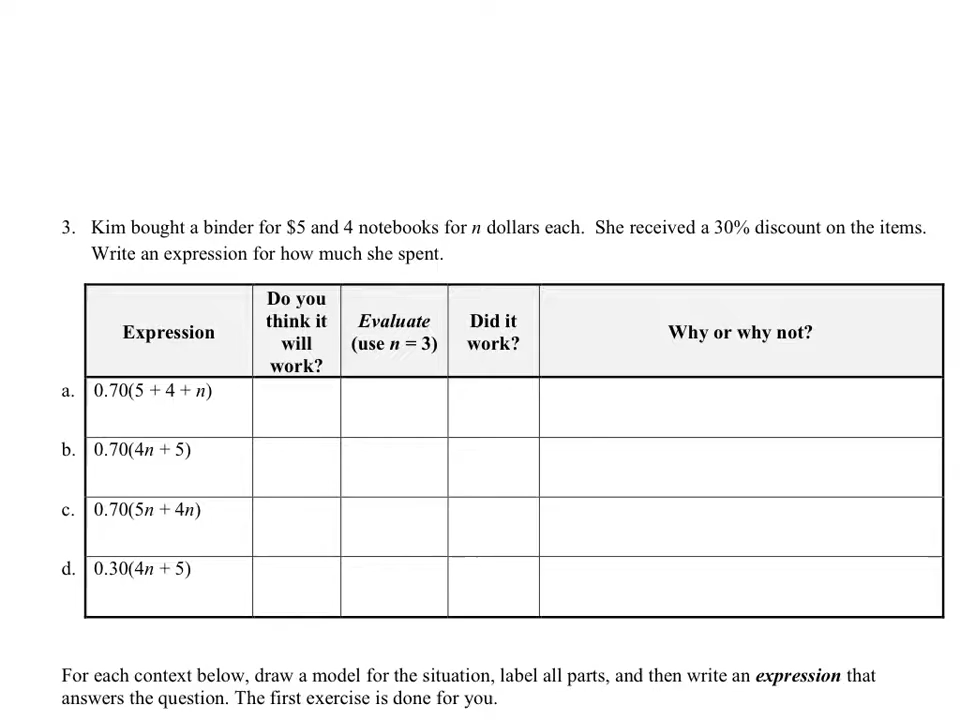 3. Kim bought a binder for $5 and 4 notebooks for n dollars each. She received a 30% discount on the items.
Write an expression for how much she spent.
Expression
Do you
think it
will
work?
Evaluate
(use n = 3)
Did it
work?
Why or why not?
a. 0.70(5 + 4 + n)
b. 0.70(4n + 5)
c. 0.70(5n + 4n)
d. 0.30(4n + 5)
For each context below, draw a model for the situation, label all parts, and then write an expression that
answers the question. The first exercise is done for you.